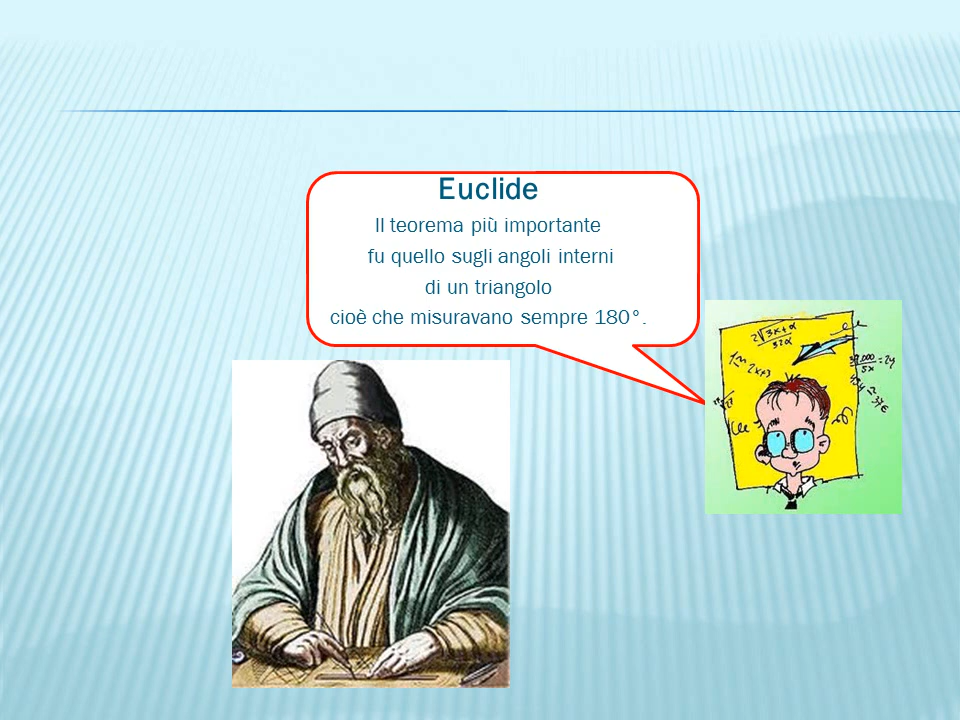 Euclide
Il teorema più importante
fu quello sugli angoli interni
di un triangolo
cioè che misuravano sempre 180°.